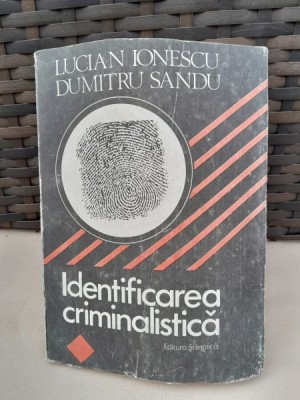 LUCIAN IONESCU
DUMITRU SANDU
Identificarea
criminalistică
Editura Științifică